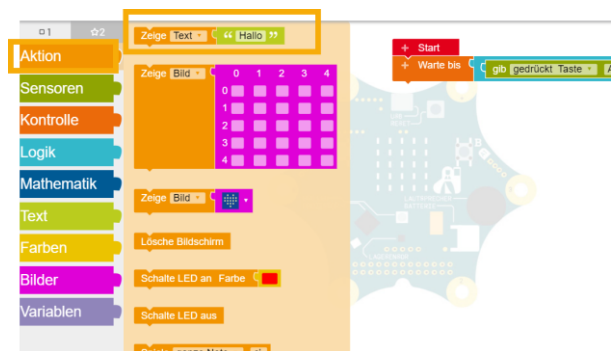 1 2
Aktion
Sensoren
Kontrolle
Logik
Mathematik
Text
Farben
Bilder
Variablen
Zeige Text “ Hallo ”
Zeige Bild 0 1 2 3 4
0
1
2
3
4
Zeige Bild
Lösche Bildschirm
Schalte LED an Farbe
Schalte LED aus
+ Start
+ Warte bis gib gedrückt Taste A
B